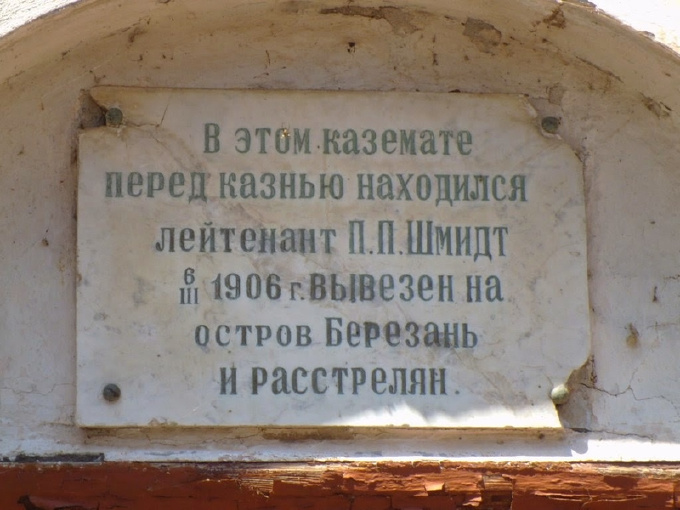 В этом каземате
перед казнью находился
лейтенант П.П.Шмидт
6/III 1906 г. вывезен на
остров Березань
и расстрелян.